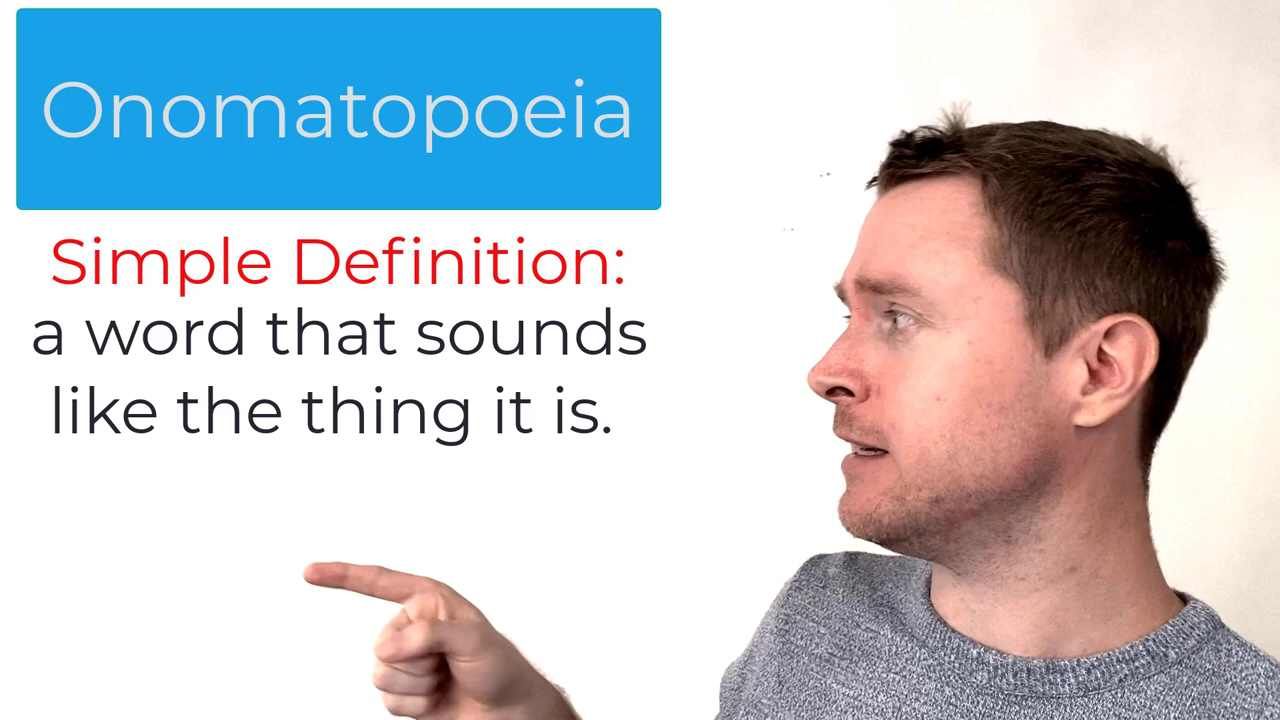 Onomatopoeia
Simple Definition:
a word that sounds
like the thing it is.